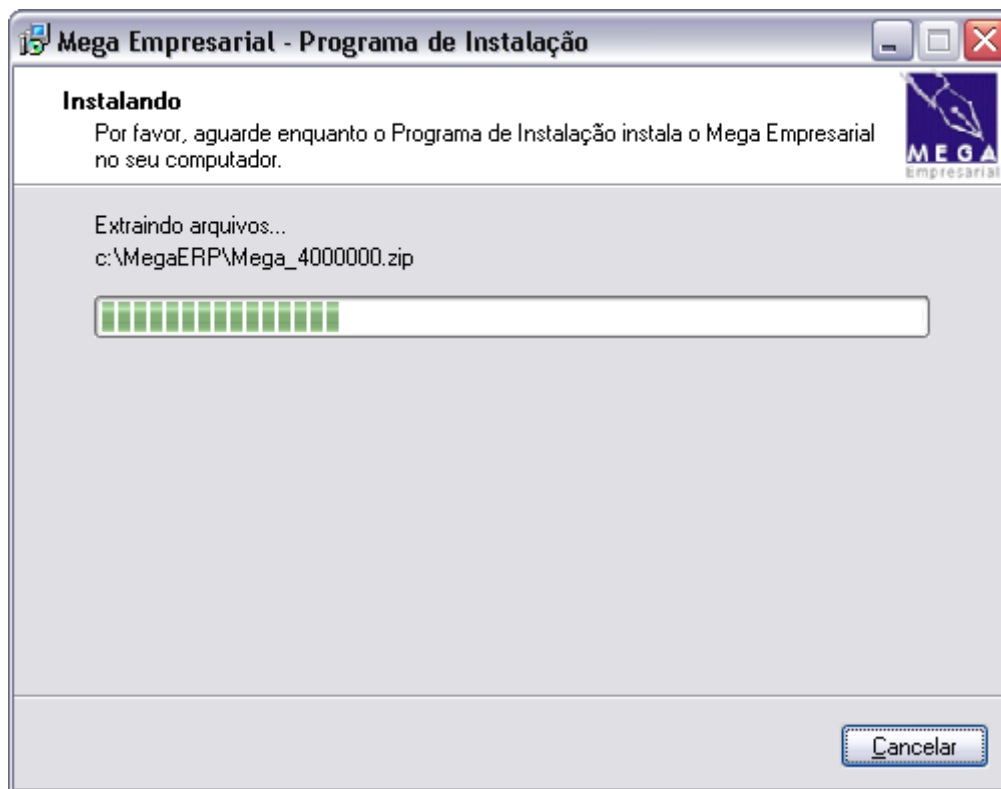 Mega Empresarial - Programa de Instalação
Instalando
Por favor, aguarde enquanto o Programa de Instalação instala o Mega Empresarial
no seu computador.
MEGA
Empresarial
Extraindo arquivos...
c:\MegaERP\Mega_4000000.zip
Cancelar